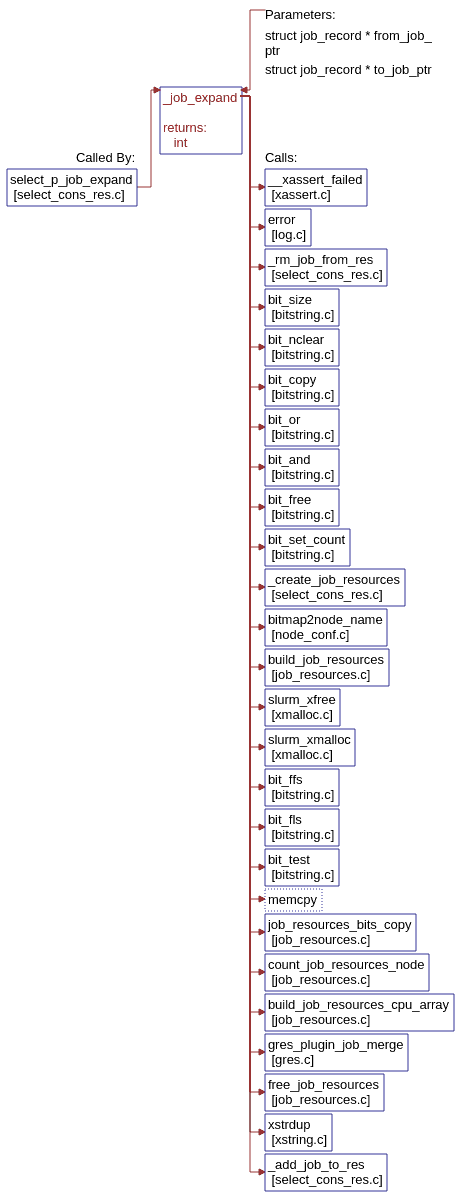 Parameters:
struct job_record * from_job_
ptr
struct job_record * to_job_ptr
_job_expand
returns:
int
Called By:
select_p_job_expand
[select_cons_res.c]
Calls:
__xassert_failed
[xassert.c]
error
[log.c]
_rm_job_from_res
[select_cons_res.c]
bit_size
[bitstring.c]
bit_nclear
[bitstring.c]
bit_copy
[bitstring.c]
bit_or
[bitstring.c]
bit_and
[bitstring.c]
bit_free
[bitstring.c]
bit_set_count
[bitstring.c]
_create_job_resources
[select_cons_res.c]
bitmap2node_name
[node_conf.c]
build_job_resources
[job_resources.c]
slurm_xfree
[xmalloc.c]
slurm_xmalloc
[xmalloc.c]
bit_ffs
[bitstring.c]
bit_fls
[bitstring.c]
bit_test
[bitstring.c]
memcpy
job_resources_bits_copy
[job_resources.c]
count_job_resources_node
[job_resources.c]
build_job_resources_cpu_array
[job_resources.c]
gres_plugin_job_merge
[gres.c]
free_job_resources
[job_resources.c]
xstrdup
[xstring.c]
_add_job_to_res
[select_cons_res.c]